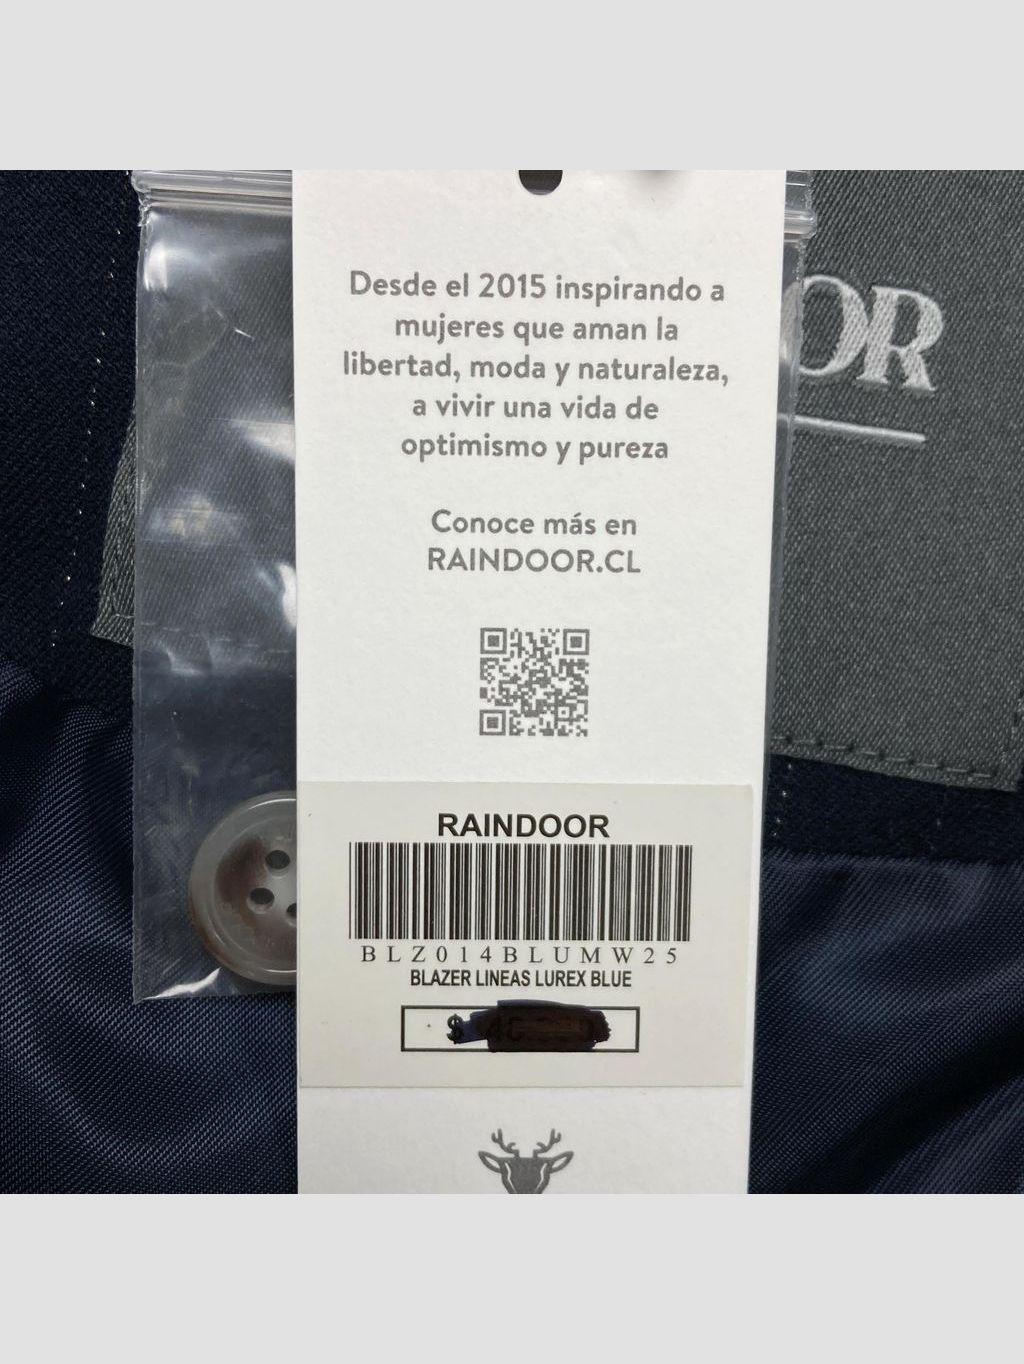 Desde el 2015 inspirando a
mujeres que aman la
libertad, moda y naturaleza,
a vivir una vida de
optimismo y pureza
Conoce más en
RAINDOOR.CL
OOR
RAINDOOR
BLZ014BLUMW25
BLAZER LINEAS LUREX BLUE
$